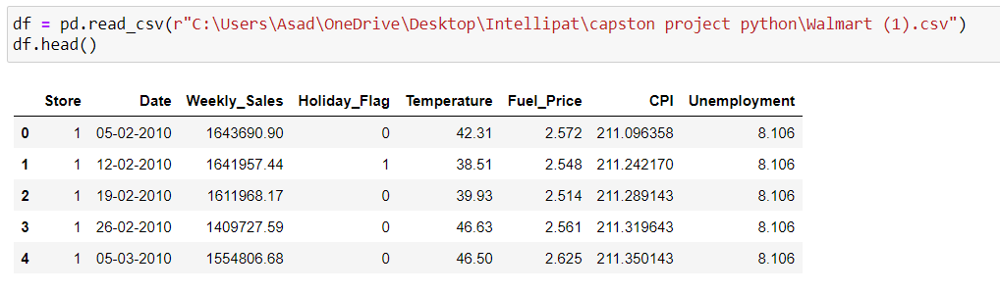 df = pd.read_csv(r"C:\Users\Asad\OneDrive\Desktop\Intellipat\capston project python\Walmart (1).csv")
df.head()
Store Date Weekly_Sales Holiday_Flag Temperature Fuel_Price CPI Unemployment
0 1 05-02-2010 1643690.90 0 42.31 2.572 211.096358 8.106
1 1 12-02-2010 1641957.44 1 38.51 2.548 211.242170 8.106
2 1 19-02-2010 1611968.17 0 39.93 2.514 211.289143 8.106
3 1 26-02-2010 1409727.59 0 46.63 2.561 211.319643 8.106
4 1 05-03-2010 1554806.68 0 46.50 2.625 211.350143 8.106